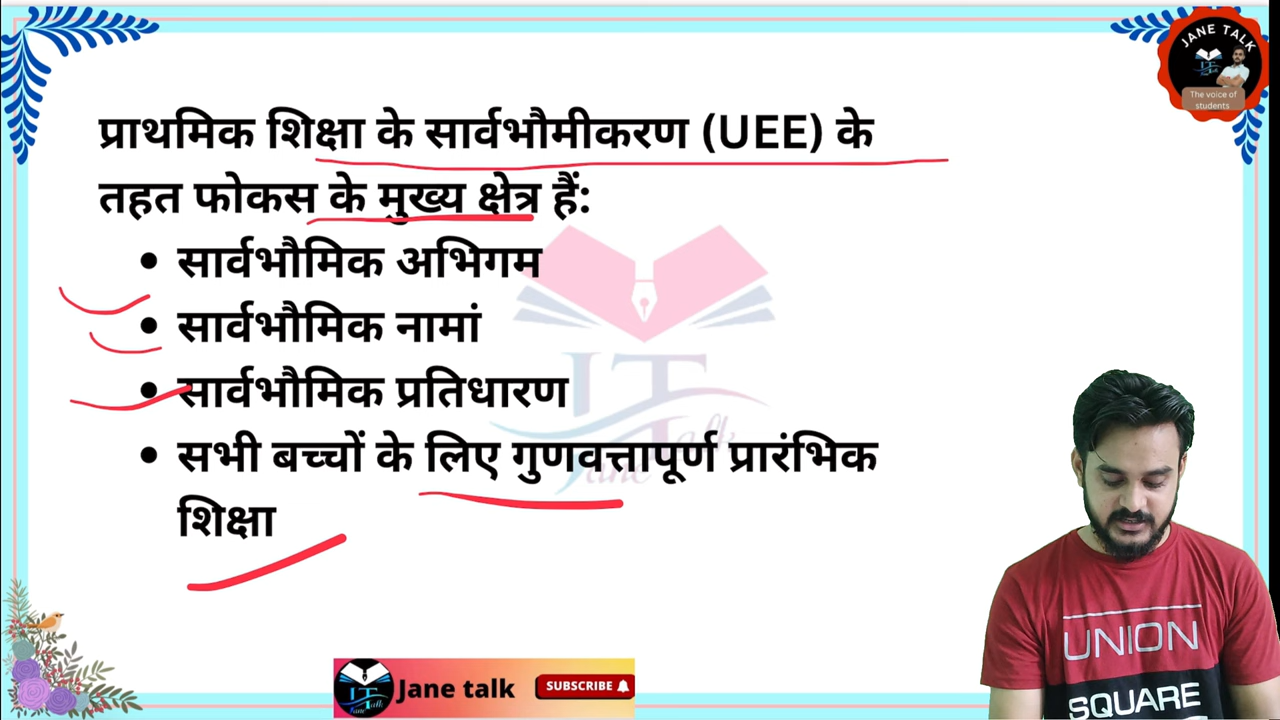 JANE TALK
The voice of
students
प्राथमिक शिक्षा के सार्वभौमीकरण (UEE) के
तहत फोकस के मुख्य क्षेत्र हैं:
• सार्वभौमिक अभिगम
• सार्वभौमिक नामां
• सार्वभौमिक प्रतिधारण
• सभी बच्चों के लिए गुणवत्तापूर्ण प्रारंभिक
शिक्षा
Jane talk
SUBSCRIBE
UNION
SQUARE